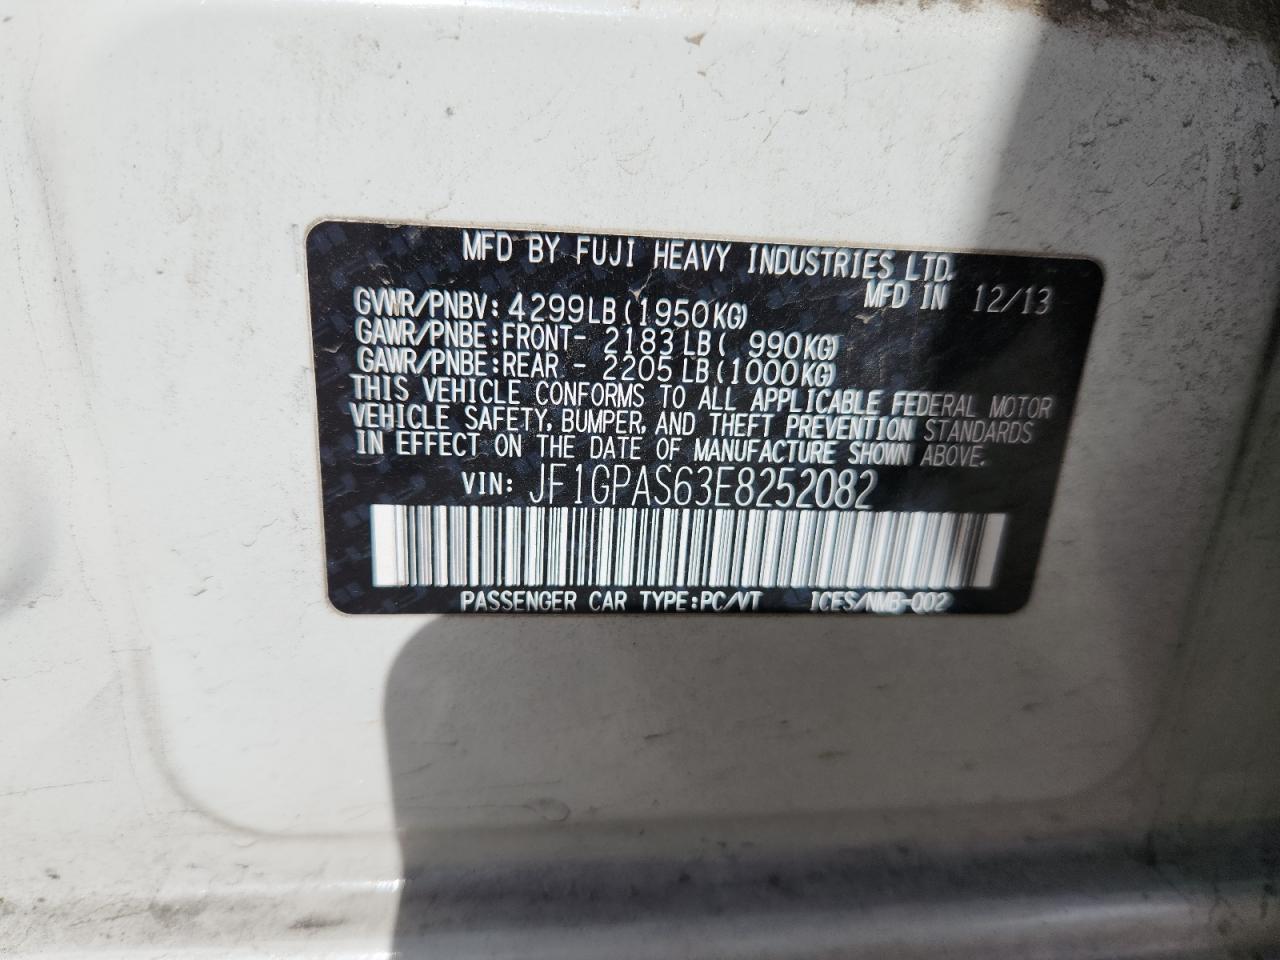 MFD BY FUJI HEAVY INDUSTRIES LTD.
MFD IN 12/13
GVWR/PNBV: 4299LB (1950KG)
GAWR/PNBE: FRONT- 2183 LB ( 990KG)
GAWR/PNBE: REAR - 2205 LB (1000KG)
THIS VEHICLE CONFORMS TO ALL APPLICABLE FEDERAL MOTOR
VEHICLE SAFETY, BUMPER, AND THEFT PREVENTION STANDARDS
IN EFFECT ON THE DATE OF MANUFACTURE SHOWN ABOVE.
VIN: JF1GPAS63E8252082
PASSENGER CAR TYPE: PC/VT ICES/NMB-002